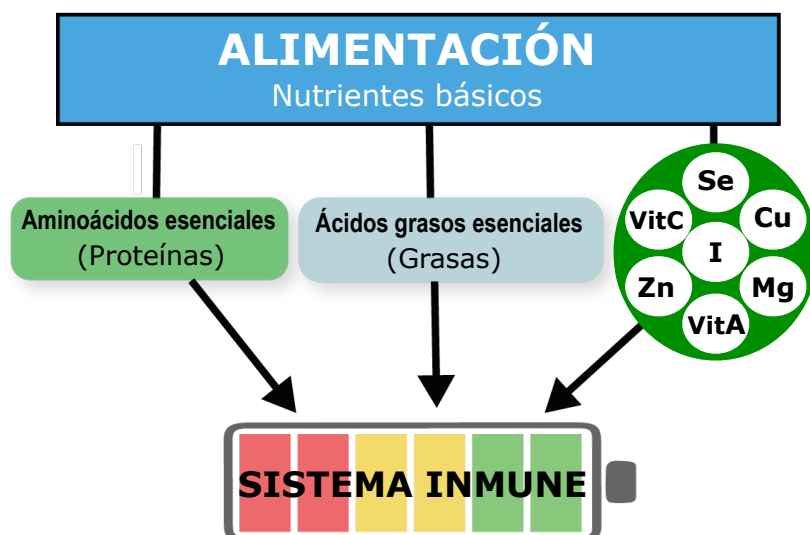 ALIMENTACIÓN
Nutrientes básicos
Aminoácidos esenciales
(Proteínas)
Ácidos grasos esenciales
(Grasas)
Se
VitC
Cu
I
Zn
Mg
VitA
SISTEMA INMUNE